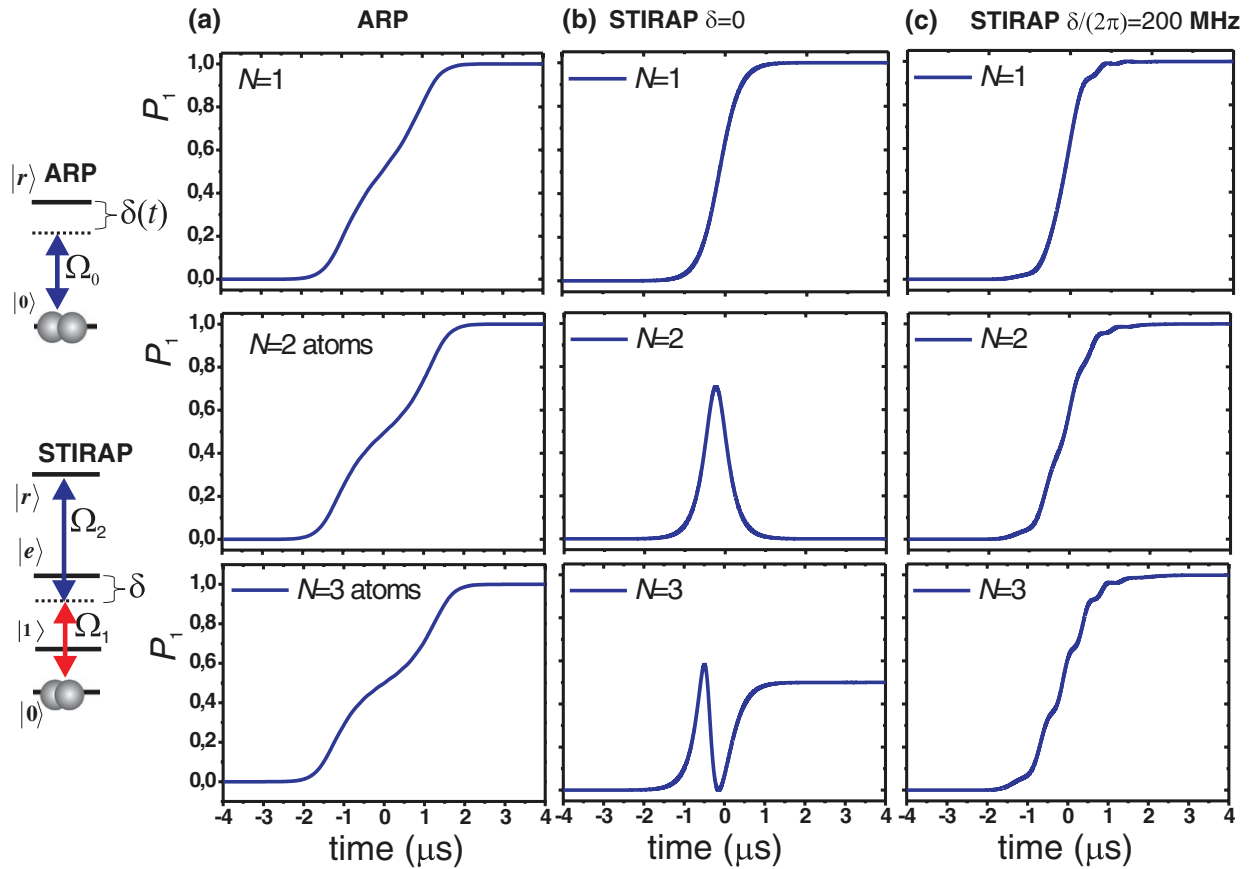 (a) ARP
(b) STIRAP δ=0
(c) STIRAP δ/(2π)=200 MHz
ARP
|r⟩
δ(t)
Ω0
|0⟩
STIRAP
|r⟩
Ω2
|e⟩
δ
|1⟩
Ω1
|0⟩
P1
1,0
0,8
0,6
0,4
0,2
0,0
N=1
N=1
N=1
P1
1,0
0,8
0,6
0,4
0,2
0,0
N=2 atoms
N=2
N=2
P1
1,0
0,8
0,6
0,4
0,2
0,0
N=3 atoms
N=3
N=3
-4 -3 -2 -1 0 1 2 3 4
-4 -3 -2 -1 0 1 2 3 4
-4 -3 -2 -1 0 1 2 3 4
time (μs)
time (μs)
time (μs)